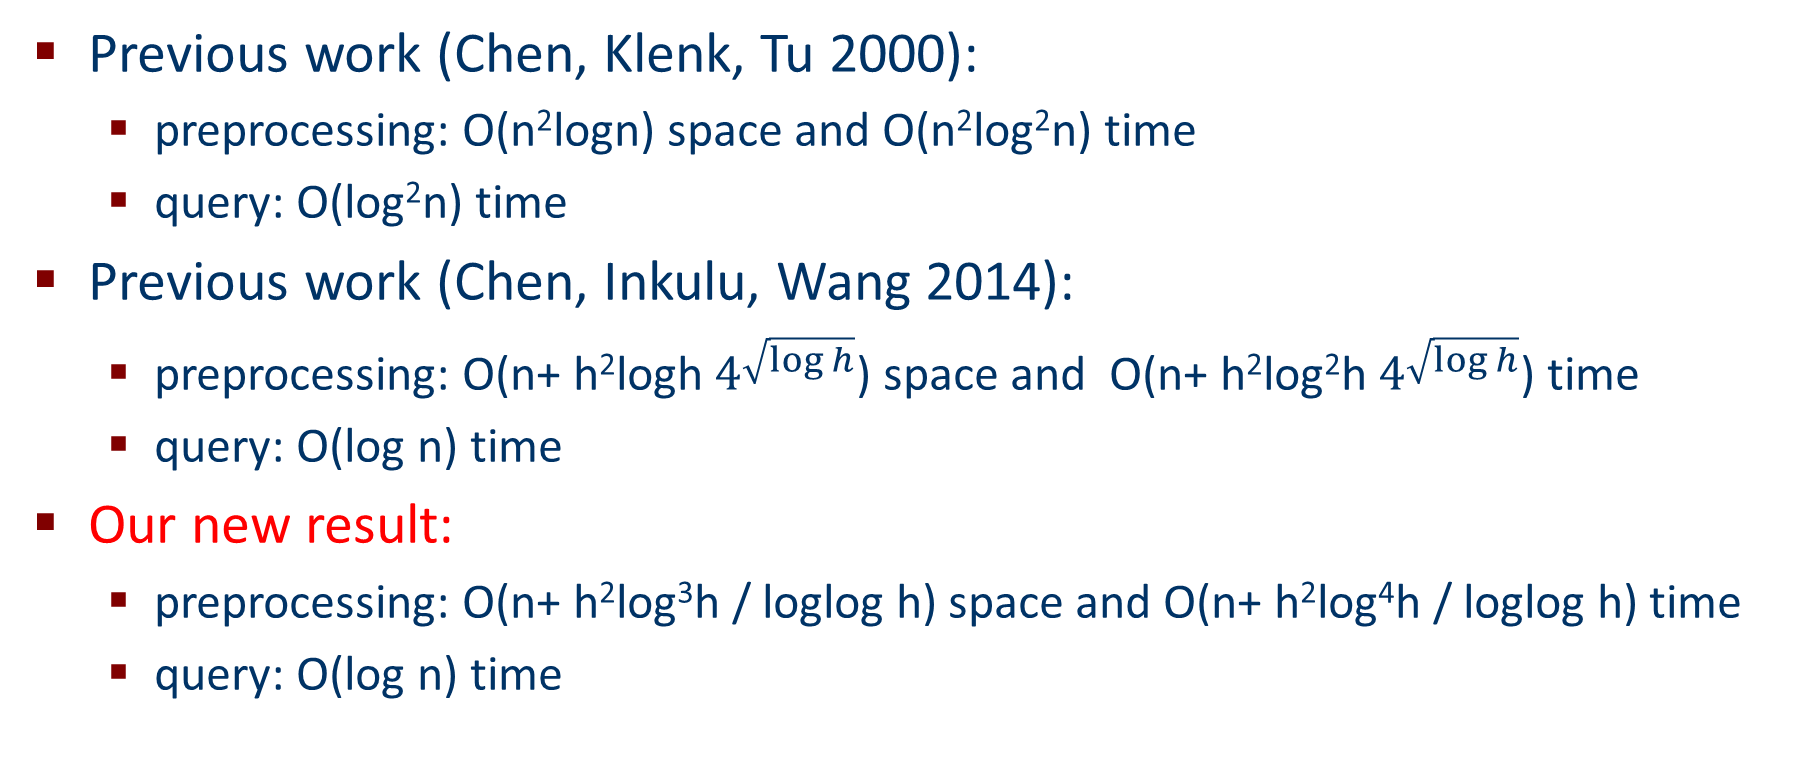 ▪ Previous work (Chen, Klenk, Tu 2000):
▪ preprocessing: O(n²logn) space and O(n²log²n) time
▪ query: O(log²n) time
▪ Previous work (Chen, Inkulu, Wang 2014):
▪ preprocessing: O(n+ h²logh 4^√(log h)) space and O(n+ h²log²h 4^√(log h)) time
▪ query: O(log n) time
▪ Our new result:
▪ preprocessing: O(n+ h²log³h / loglog h) space and O(n+ h²log⁴h / loglog h) time
▪ query: O(log n) time